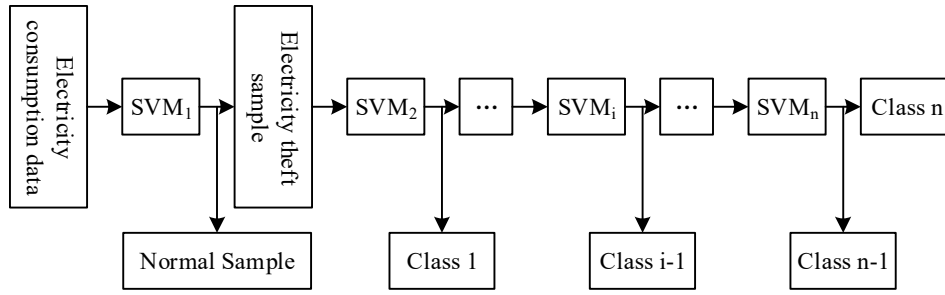 Electricity
consumption data
SVM₁
Electricity theft
sample
SVM₂
...
SVMᵢ
...
SVMₙ
Class n
Normal Sample
Class 1
Class i-1
Class n-1